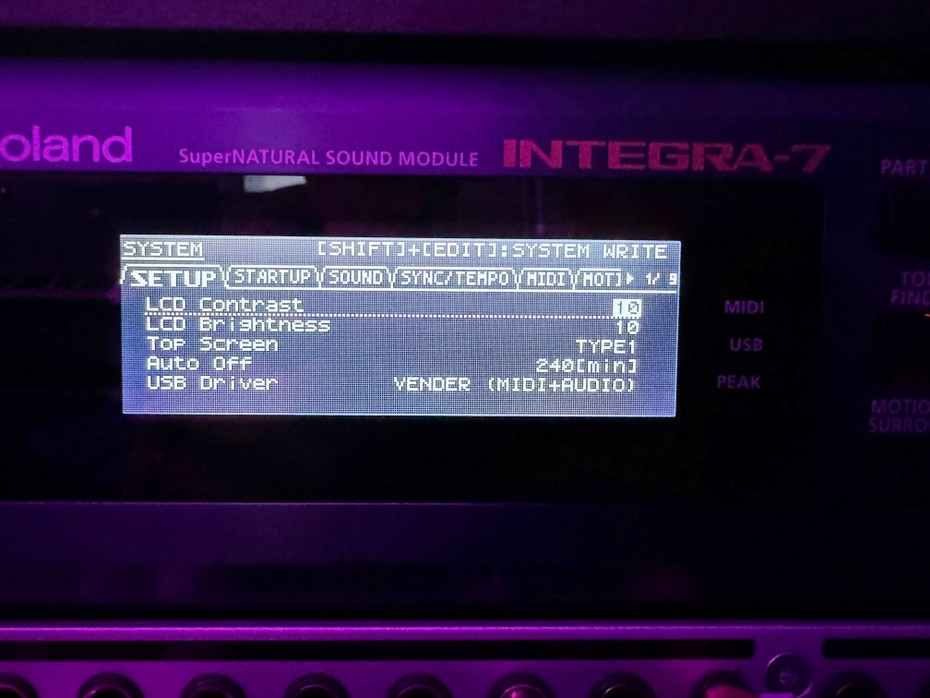 oland
SuperNATURAL SOUND MODULE
INTEGRA-7
PART
SYSTEM [SHIFT]+[EDIT]:SYSTEM WRITE
SETUP STARTUP SOUND SYNC/TEMPO MIDI MOT 1/ 9
LCD Contrast 10
LCD Brightness 10
Top Screen TYPE1
Auto Off 240[min]
USB Driver VENDER (MIDI+AUDIO)
MIDI
USB
PEAK
TO
FIND
MOTIO
SURRO